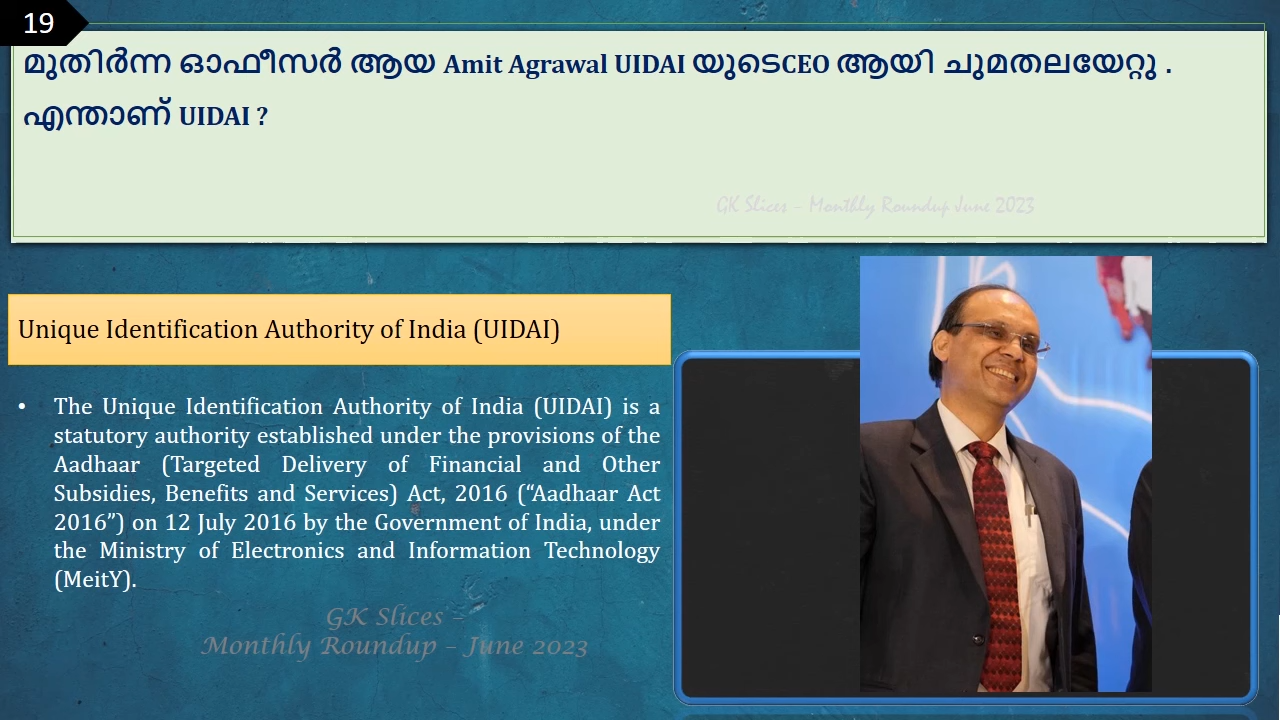 19
മുതിർന്ന ഓഫീസർ ആയ Amit Agrawal UIDAI യുടെCEO ആയി ചുമതലയേറ്റു .
എന്താണ് UIDAI ?
GK Slices – Monthly Roundup June 2023
Unique Identification Authority of India (UIDAI)
• The Unique Identification Authority of India (UIDAI) is a
statutory authority established under the provisions of the
Aadhaar (Targeted Delivery of Financial and Other
Subsidies, Benefits and Services) Act, 2016 (“Aadhaar Act
2016”) on 12 July 2016 by the Government of India, under
the Ministry of Electronics and Information Technology
(MeitY).
GK Slices –
Monthly Roundup – June 2023